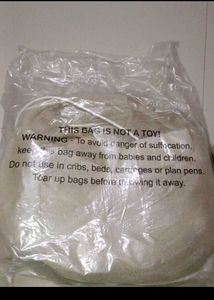 THIS BAG IS NOT A TOY!
WARNING - To avoid danger of suffocation,
keep this bag away from babies and children.
Do not use in cribs, beds, carriages or plan pens.
Tear up bags before throwing it away.